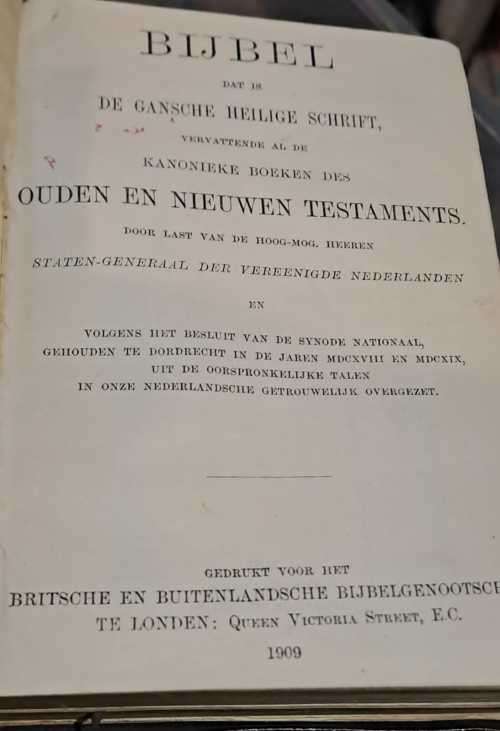 BIJBEL
DAT IS
DE GANSCHE HEILIGE SCHRIFT,
VERVATTENDE AL DE
KANONIEKE BOEKEN DES
OUDEN EN NIEUWEN TESTAMENTS.
DOOR LAST VAN DE HOOG-MOG. HEEREN
STATEN-GENERAAL DER VEREENIGDE NEDERLANDEN
EN
VOLGENS HET BESLUIT VAN DE SYNODE NATIONAAL,
GEHOUDEN TE DORDRECHT IN DE JAREN MDCXVIII EN MDCXIX,
UIT DE OORSPRONKELIJKE TALEN
IN ONZE NEDERLANDSCHE GETROUWELIJK OVERGEZET.
GEDRUKT VOOR HET
BRITSCHE EN BUITENLANDSCHE BIJBELGENOOTSCH
TE LONDEN: QUEEN VICTORIA STREET, E.C.
1909